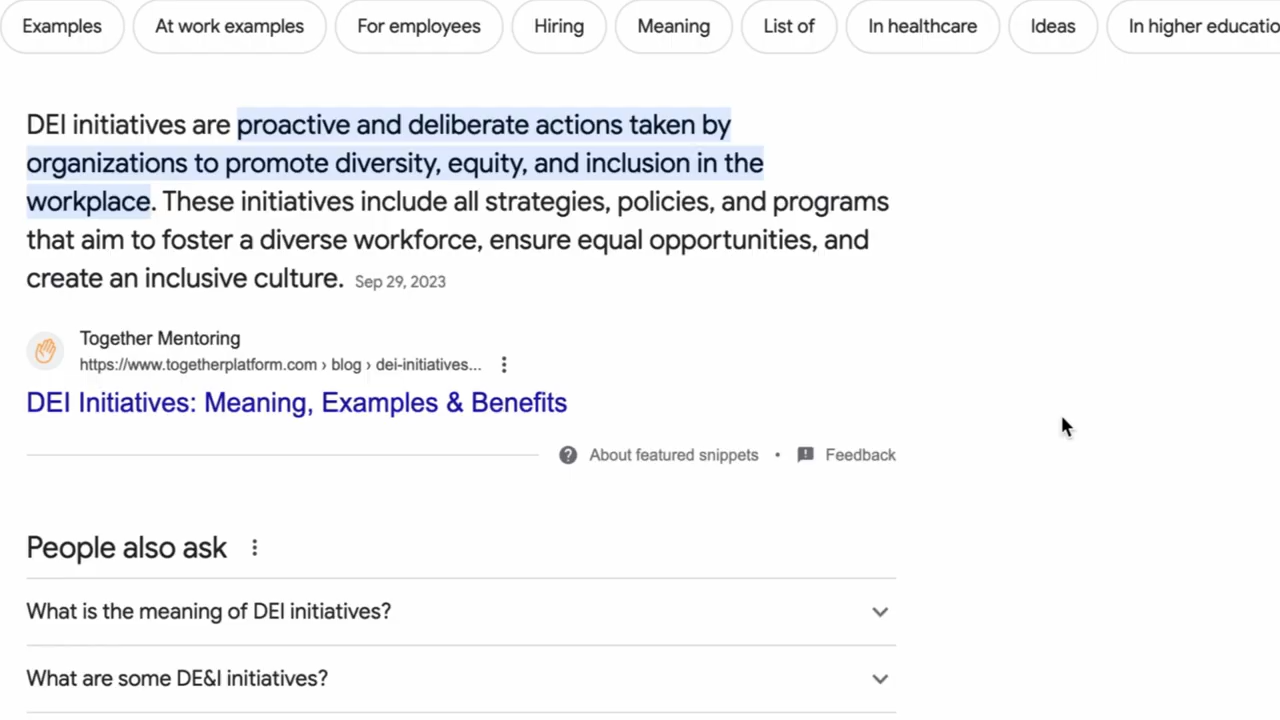 Examples
At work examples
For employees
Hiring
Meaning
List of
In healthcare
Ideas
In higher educatio
DEI initiatives are proactive and deliberate actions taken by
organizations to promote diversity, equity, and inclusion in the
workplace. These initiatives include all strategies, policies, and programs
that aim to foster a diverse workforce, ensure equal opportunities, and
create an inclusive culture. Sep 29, 2023
Together Mentoring
https://www.togetherplatform.com › blog › dei-initiatives...
DEI Initiatives: Meaning, Examples & Benefits
About featured snippets • Feedback
People also ask
What is the meaning of DEI initiatives?
What are some DE&I initiatives?